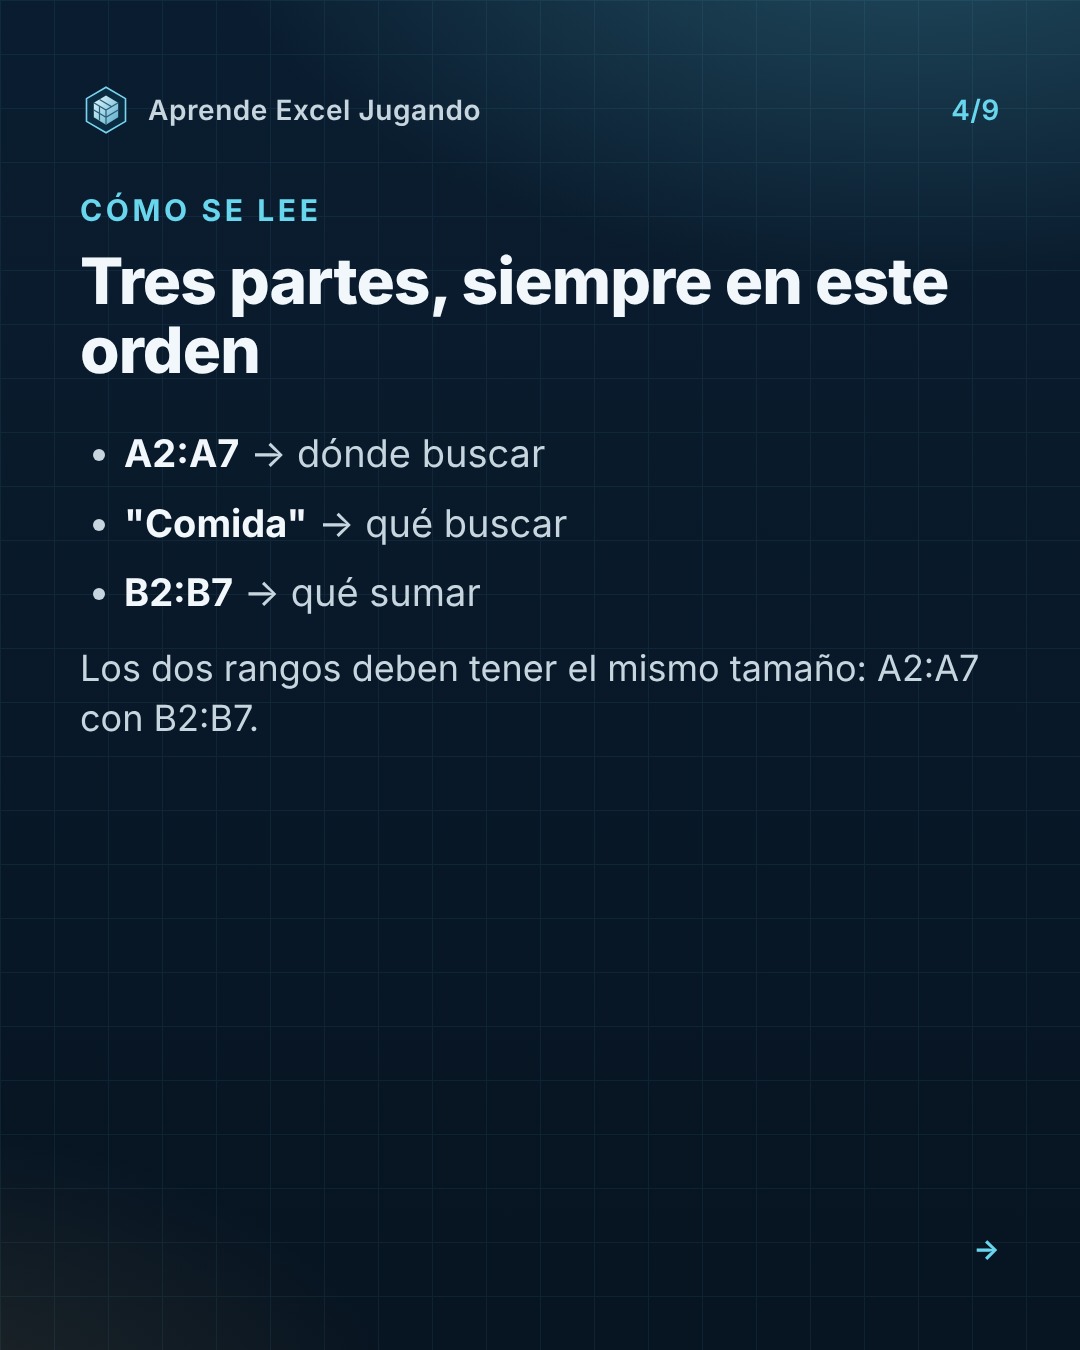 Aprende Excel Jugando
4/9
CÓMO SE LEE
Tres partes, siempre en este
orden
• A2:A7 → dónde buscar
• "Comida" → qué buscar
• B2:B7 → qué sumar
Los dos rangos deben tener el mismo tamaño: A2:A7
con B2:B7.
→